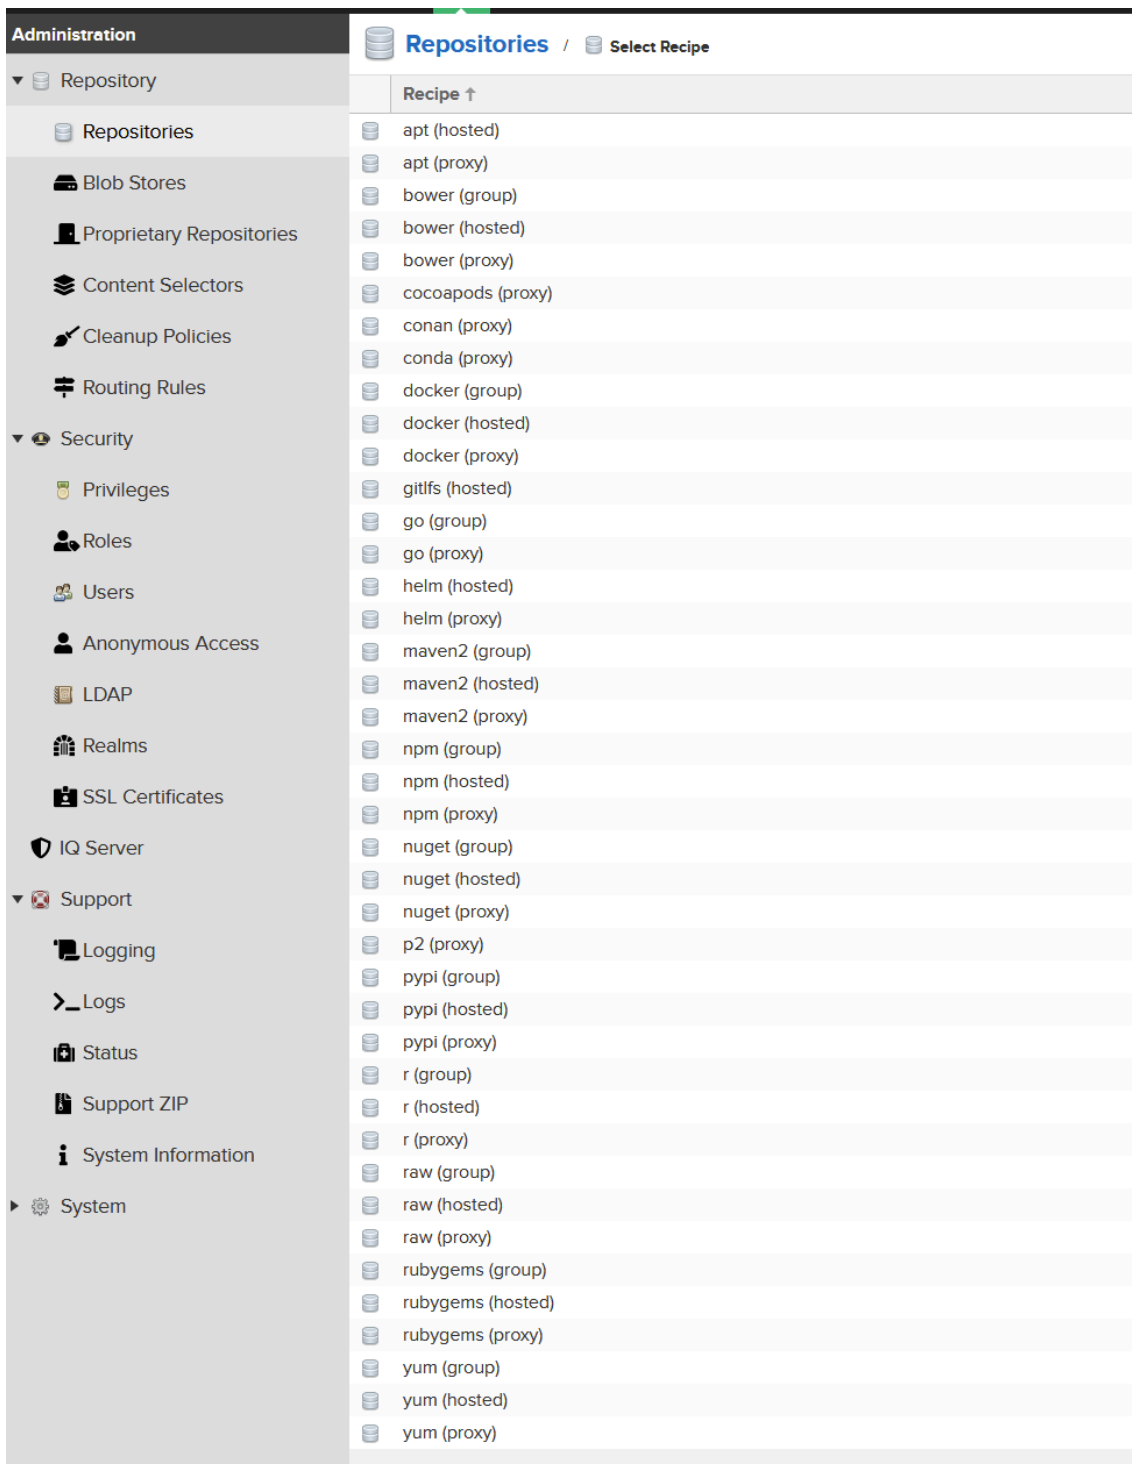 Administration
Repository
Repositories
Blob Stores
Proprietary Repositories
Content Selectors
Cleanup Policies
Routing Rules
Security
Privileges
Roles
Users
Anonymous Access
LDAP
Realms
SSL Certificates
IQ Server
Support
Logging
Logs
Status
Support ZIP
System Information
System
Repositories / Select Recipe
Recipe ↑
apt (hosted)
apt (proxy)
bower (group)
bower (hosted)
bower (proxy)
cocoapods (proxy)
conan (proxy)
conda (proxy)
docker (group)
docker (hosted)
docker (proxy)
gitlfs (hosted)
go (group)
go (proxy)
helm (hosted)
helm (proxy)
maven2 (group)
maven2 (hosted)
maven2 (proxy)
npm (group)
npm (hosted)
npm (proxy)
nuget (group)
nuget (hosted)
nuget (proxy)
p2 (proxy)
pypi (group)
pypi (hosted)
pypi (proxy)
r (group)
r (hosted)
r (proxy)
raw (group)
raw (hosted)
raw (proxy)
rubygems (group)
rubygems (hosted)
rubygems (proxy)
yum (group)
yum (hosted)
yum (proxy)